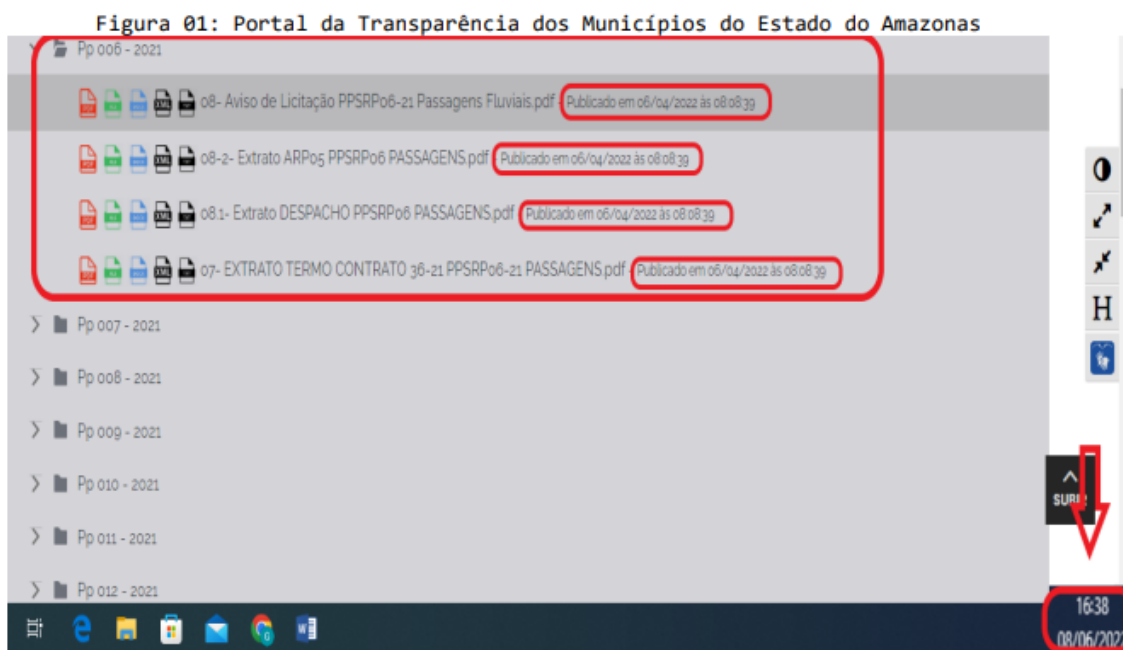 Figura 01: Portal da Transparência dos Municípios do Estado do Amazonas
Pp 006 - 2021
08- Aviso de Licitação PPSRP06-21 Passagens Fluviais.pdf - Publicado em 06/04/2022 às 08:08:39
08-2- Extrato ARP05 PPSRP06 PASSAGENS.pdf - Publicado em 06/04/2022 às 08:08:39
08.1- Extrato DESPACHO PPSRP06 PASSAGENS.pdf - Publicado em 06/04/2022 às 08:08:39
07- EXTRATO TERMO CONTRATO 36-21 PPSRP06-21 PASSAGENS.pdf - Publicado em 06/04/2022 às 08:08:39
H
Pp 007 - 2021
Pp 008 - 2021
Pp 009 - 2021
Pp 010 - 2021
SUBIR
Pp 011 - 2021
Pp 012 - 2021
16:38
08/06/2022